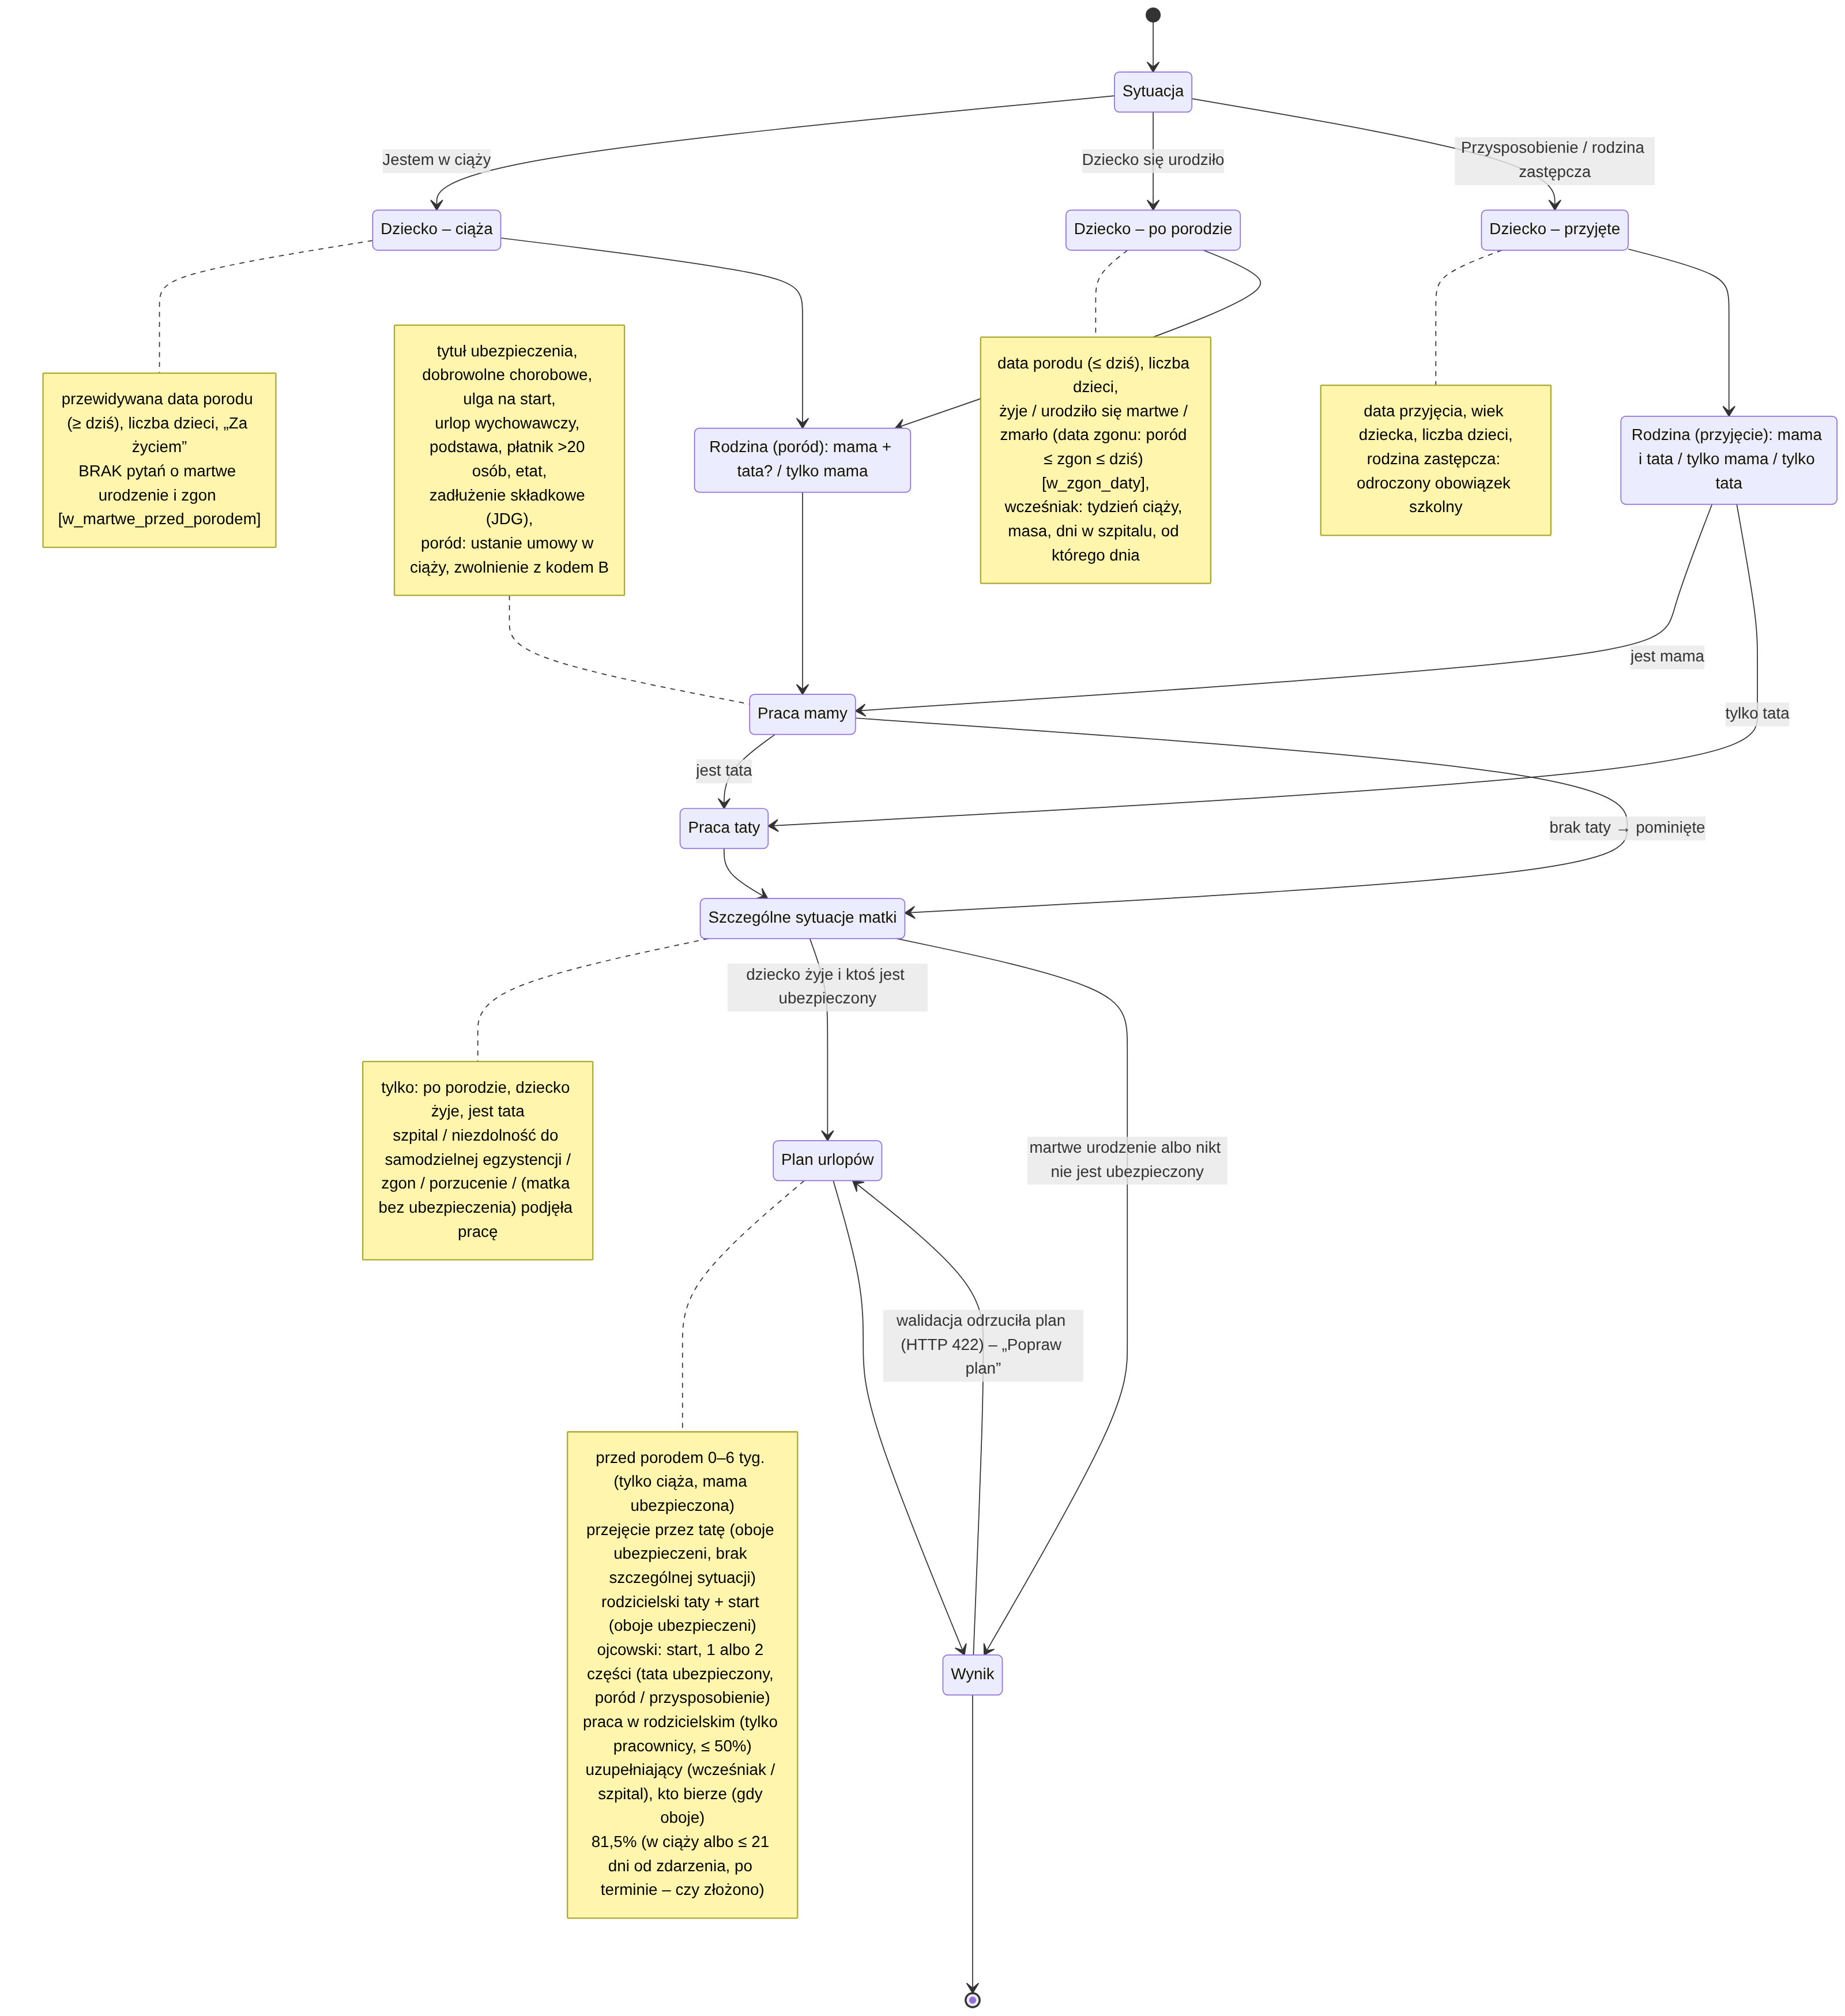 Sytuacja
Jestem w ciąży
Dziecko się urodziło
Przysposobienie / rodzina
zastępcza
Dziecko – ciąża
Dziecko – po porodzie
Dziecko – przyjęte
przewidywana data porodu
(≥ dziś), liczba dzieci, „Za
życiem”
BRAK pytań o martwe
urodzenie i zgon
[w_martwe_przed_porodem]
tytuł ubezpieczenia,
dobrowolne chorobowe,
ulga na start,
urlop wychowawczy,
podstawa, płatnik >20
osób, etat,
zadłużenie składkowe
(JDG),
poród: ustanie umowy w
ciąży, zwolnienie z kodem B
Rodzina (poród): mama +
tata? / tylko mama
data porodu (≤ dziś), liczba
dzieci,
żyje / urodziło się martwe /
zmarło (data zgonu: poród
≤ zgon ≤ dziś)
[w_zgon_daty],
wcześniak: tydzień ciąży,
masa, dni w szpitalu, od
którego dnia
data przyjęcia, wiek
dziecka, liczba dzieci,
rodzina zastępcza:
odroczony obowiązek
szkolny
Rodzina (przyjęcie): mama
i tata / tylko mama / tylko
tata
jest mama
Praca mamy
tylko tata
jest tata
Praca taty
brak taty → pominięte
Szczególne sytuacje matki
dziecko żyje i ktoś jest
ubezpieczony
tylko: po porodzie, dziecko
żyje, jest tata
szpital / niezdolność do
samodzielnej egzystencji /
zgon / porzucenie / (matka
bez ubezpieczenia) podjęła
pracę
Plan urlopów
martwe urodzenie albo nikt
nie jest ubezpieczony
walidacja odrzuciła plan
(HTTP 422) – „Popraw
plan”
przed porodem 0–6 tyg.
(tylko ciąża, mama
ubezpieczona)
przejęcie przez tatę (oboje
ubezpieczeni, brak
szczególnej sytuacji)
rodzicielski taty + start
(oboje ubezpieczeni)
ojcowski: start, 1 albo 2
części (tata ubezpieczony,
poród / przysposobienie)
praca w rodzicielskim (tylko
pracownicy, ≤ 50%)
uzupełniający (wcześniak /
szpital), kto bierze (gdy
oboje)
81,5% (w ciąży albo ≤ 21
dni od zdarzenia, po
terminie – czy złożono)
Wynik